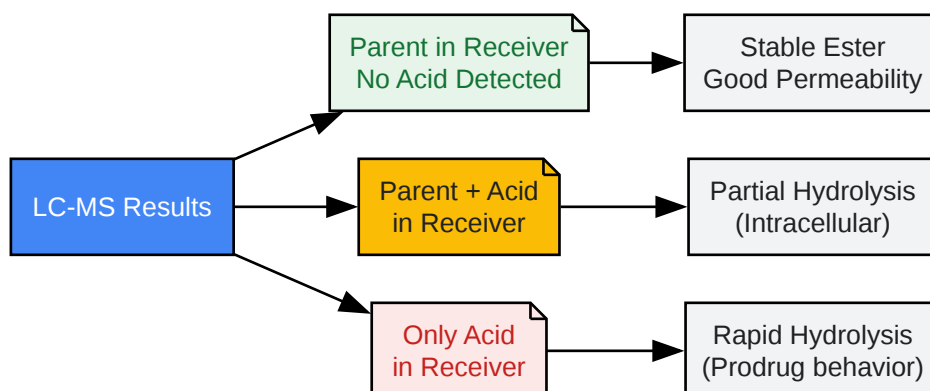 Parent in Receiver
No Acid Detected
Stable Ester
Good Permeability
LC-MS Results
Parent + Acid
in Receiver
Partial Hydrolysis
(Intracellular)
Only Acid
in Receiver
Rapid Hydrolysis
(Prodrug behavior)